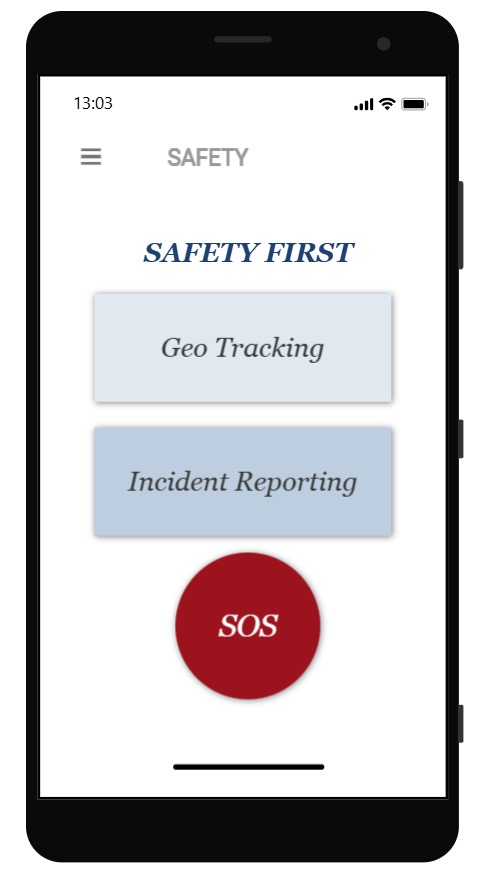 13:03
SAFETY
SAFETY FIRST
Geo Tracking
Incident Reporting
SOS